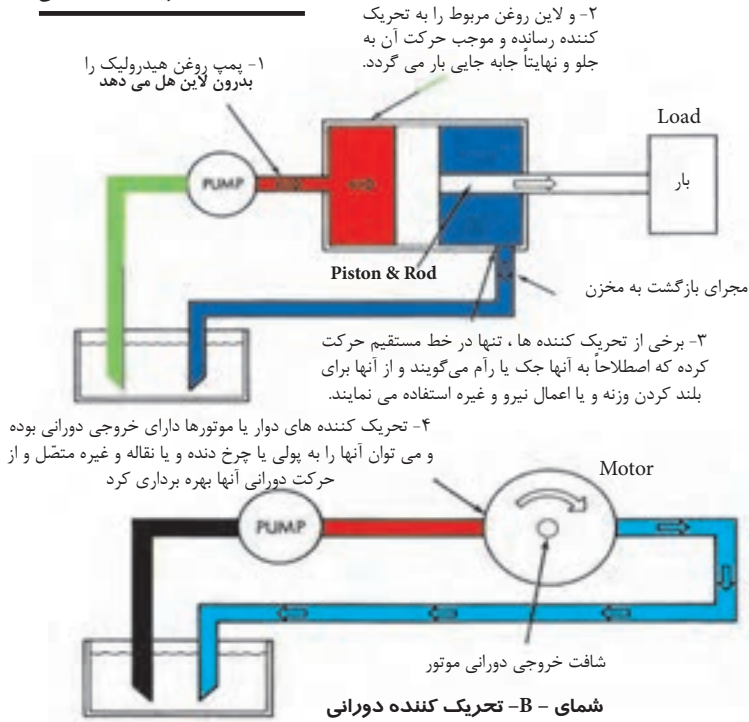 ۲- و لاین روغن مربوط را به تحریک
کننده رسانده و موجب حرکت آن به
جلو و نهایتاً جابه جایی بار می گردد.
۱- پمپ روغن هیدرولیک را
بدرون لاین هل می دهد
Load
بار
PUMP
Piston & Rod
مجرای بازگشت به مخزن
۳- برخی از تحریک کننده ها ، تنها در خط مستقیم حرکت
کرده که اصطلاحاً به آنها جک یا رآم می‌گویند و از آنها برای
بلند کردن وزنه و یا اعمال نیرو و غیره استفاده می نمایند.
۴- تحریک کننده های دوار یا موتورها دارای خروجی دورانی بوده
و می توان آنها را به پولی یا چرخ دنده و یا نقاله و غیره متصّل و از
حرکت دورانی آنها بهره برداری کرد
Motor
PUMP
شافت خروجی دورانی موتور
شمای – B- تحریک کننده دورانی